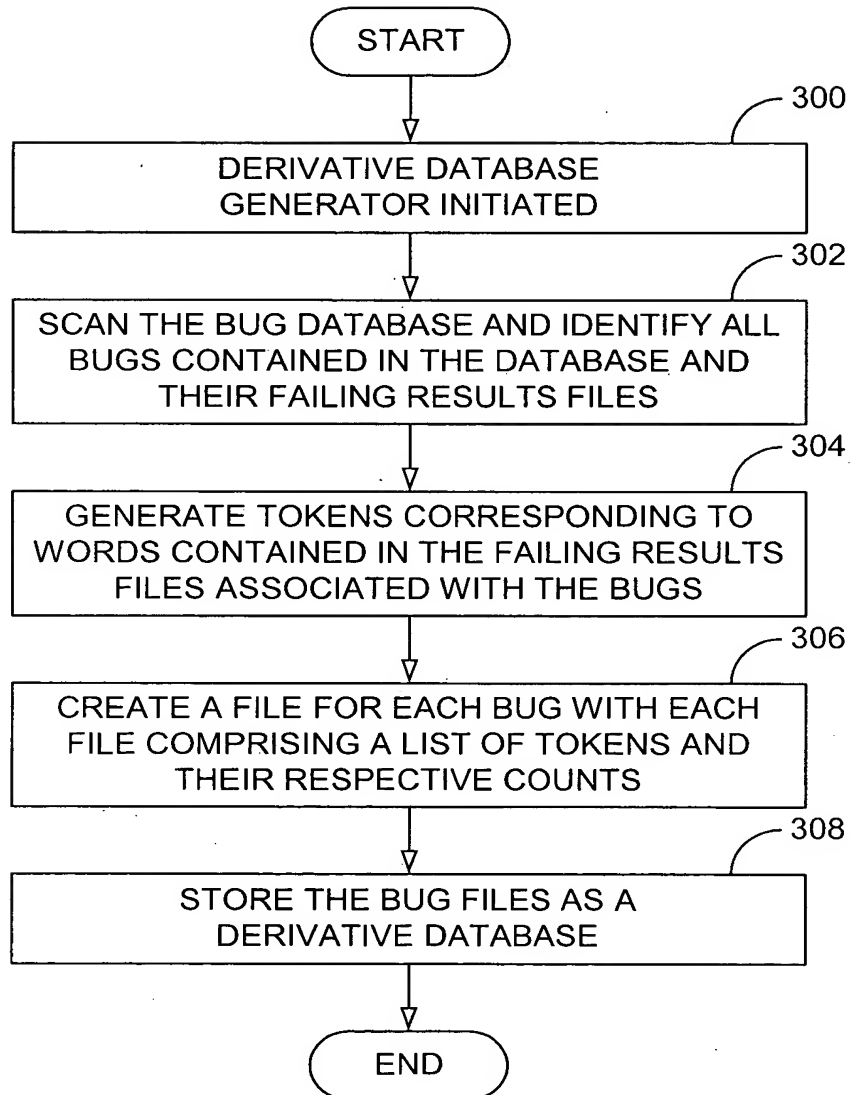 START
300
DERIVATIVE DATABASE
GENERATOR INITIATED
302
SCAN THE BUG DATABASE AND IDENTIFY ALL
BUGS CONTAINED IN THE DATABASE AND
THEIR FAILING RESULTS FILES
304
GENERATE TOKENS CORRESPONDING TO
WORDS CONTAINED IN THE FAILING RESULTS
FILES ASSOCIATED WITH THE BUGS
306
CREATE A FILE FOR EACH BUG WITH EACH
FILE COMPRISING A LIST OF TOKENS AND
THEIR RESPECTIVE COUNTS
308
STORE THE BUG FILES AS A
DERIVATIVE DATABASE
END